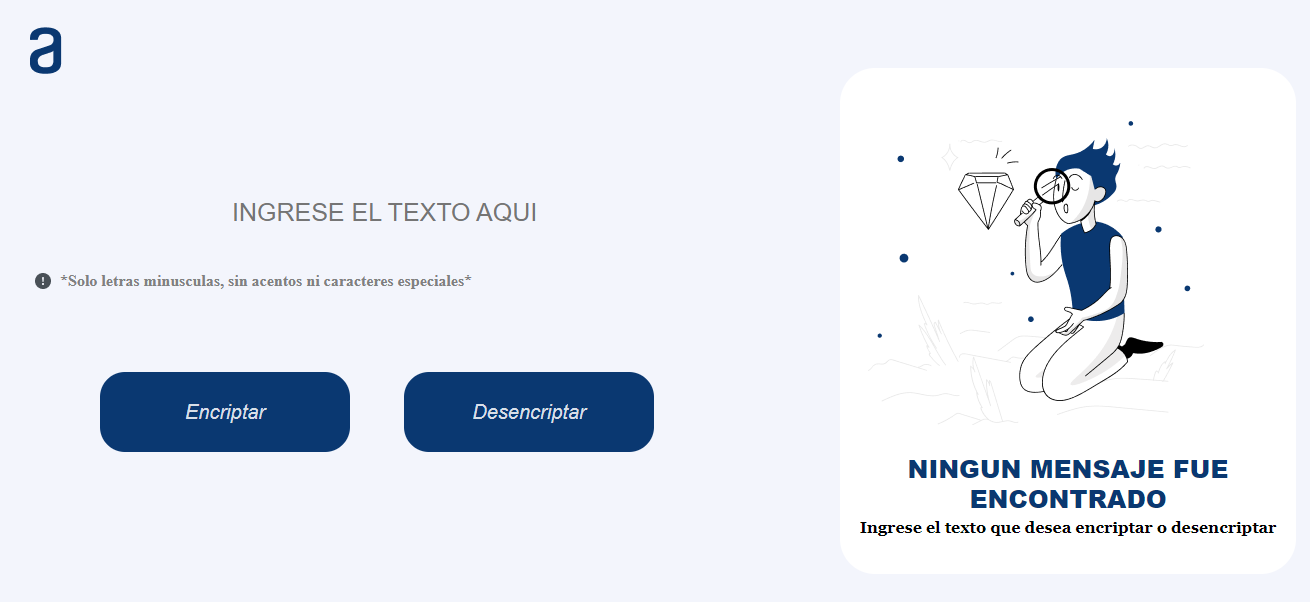 a
INGRESE EL TEXTO AQUI
*Solo letras minusculas, sin acentos ni caracteres especiales*
Encriptar
Desencriptar
NINGUN MENSAJE FUE
ENCONTRADO
Ingrese el texto que desea encriptar o desencriptar